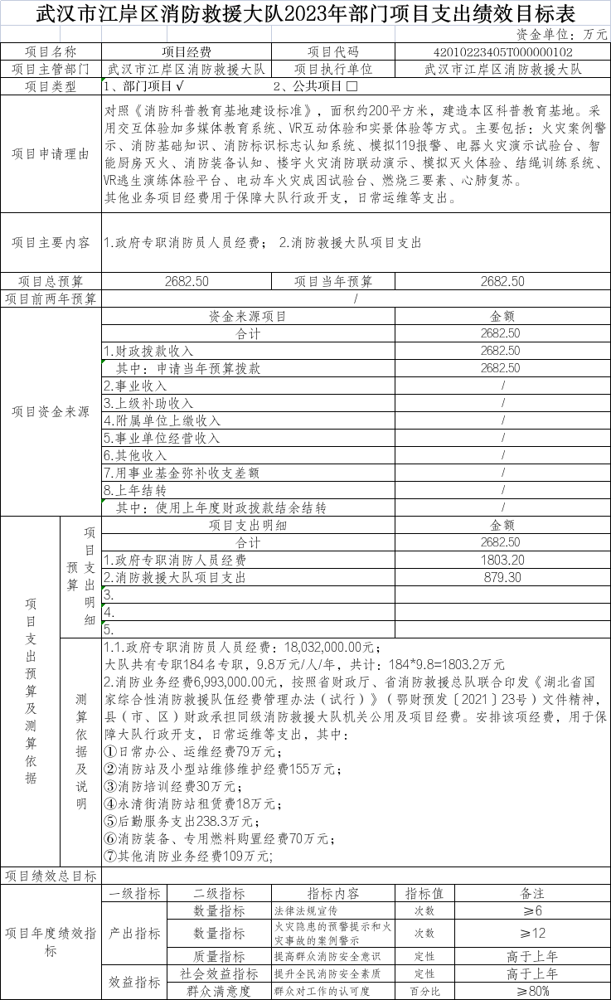 武汉市江岸区消防救援大队2023年部门项目支出绩效目标表
资金单位：万元
项目名称 项目经费 项目代码 42010223405T000000102
项目主管部门 武汉市江岸区消防救援大队 项目执行单位 武汉市江岸区消防救援大队
项目类型 1、部门项目√ 2、公共项目□
项目申请理由
对照《消防科普教育基地建设标准》，面积约200平方米，建造本区科普教育基地。采
用交互体验加多媒体教育系统、VR互动体验和实景体验等方式。主要包括：火灾案例警
示、消防基础知识、消防标识标志认知系统、模拟119报警、电器火灾演示试验台、智
能厨房灭火、消防装备认知、楼宇火灾消防联动演示、模拟灭火体验、结绳训练系统、
VR逃生演练体验平台、电动车火灾成因试验台、燃烧三要素、心肺复苏。
其他业务项目经费用于保障大队行政开支，日常运维等支出。
项目主要内容 1.政府专职消防员人员经费； 2.消防救援大队项目支出
项目总预算 2682.50 项目当年预算 2682.50
项目前两年预算 /
项目资金来源
资金来源项目 金额
合计 2682.50
1.财政拨款收入 2682.50
其中：申请当年预算拨款 2682.50
2.事业收入 /
3.上级补助收入 /
4.附属单位上缴收入 /
5.事业单位经营收入 /
6.其他收入 /
7.用事业基金弥补收支差额 /
8.上年结转 /
其中：使用上年度财政拨款结余结转 /
项目支出预算及测算依据
项目支出明细预算
项目支出明细 金额
合计 2682.50
1.政府专职消防人员经费 1803.20
2.消防救援大队项目支出 879.30
3.
4.
5.
测算依据及说明
1.1.政府专职消防员人员经费：18,032,000.00元；
大队共有专职184名专职，9.8万元/人/年，共计：184*9.8=1803.2万元
2.消防业务经费6,993,000.00元，按照省财政厅、省消防救援总队联合印发《湖北省国
家综合性消防救援队伍经费管理办法（试行）》（鄂财预发〔2021〕23号）文件精神，
县（市、区）财政承担同级消防救援大队机关公用及项目经费。安排该项经费，用于保
障大队行政开支，日常运维等支出，其中：
①日常办公、运维经费79万元；
②消防站及小型站维修维护经费155万元；
③消防培训经费30万元；
④永清街消防站租赁费18万元；
⑤后勤服务支出238.3万元；
⑥消防装备、专用燃料购置经费70万元；
⑦其他消防业务经费109万元;
项目绩效总目标
项目年度绩效指标
一级指标 二级指标 指标内容 指标值 备注
产出指标
数量指标 法律法规宣传 次数 ≥6
数量指标 火灾隐患的预警提示和火灾事故的案例警示 次数 ≥12
质量指标 提高群众消防安全意识 定性 高于上年
效益指标
社会效益指标 提升全民消防安全素质 定性 高于上年
群众满意度 群众对工作的认可度 百分比 ≥80%